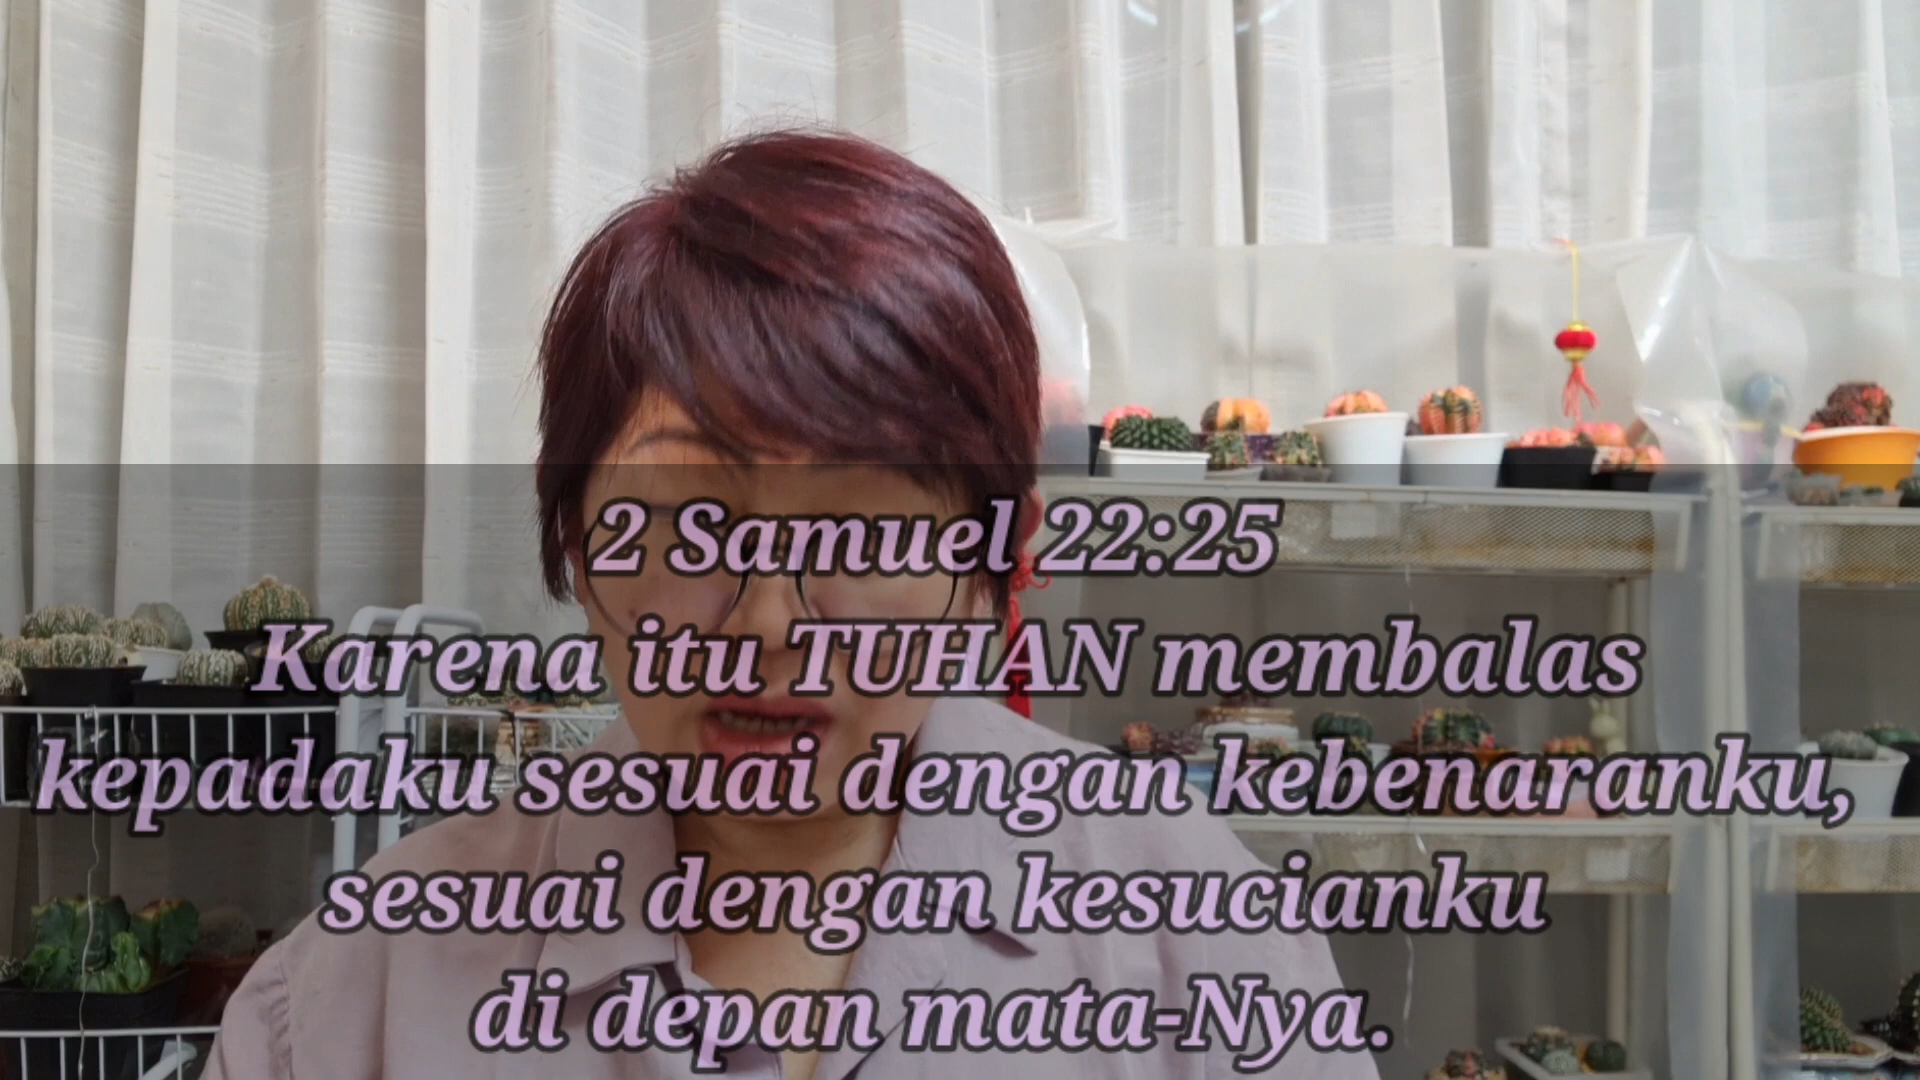 2 Samuel 22:25
Karena itu TUHAN membalas
kepadaku sesuai dengan kebenaranku,
sesuai dengan kesucianku
di depan mata-Nya.